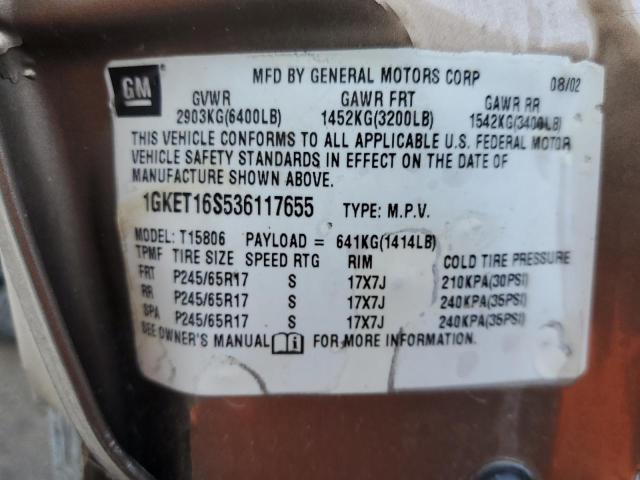 GM
MFD BY GENERAL MOTORS CORP 08/02
GVWR GAWR FRT GAWR RR
2903KG(6400LB) 1452KG(3200LB) 1542KG(3400LB)
THIS VEHICLE CONFORMS TO ALL APPLICABLE U.S. FEDERAL MOTOR
VEHICLE SAFETY STANDARDS IN EFFECT ON THE DATE OF
MANUFACTURE SHOWN ABOVE.
1GKET16S536117655 TYPE: M.P.V.
MODEL: T15806 PAYLOAD = 641KG(1414LB)
TPMF TIRE SIZE SPEED RTG RIM COLD TIRE PRESSURE
FRT P245/65R17 S 17X7J 210KPA(30PSI)
RR P245/65R17 S 17X7J 240KPA(35PSI)
SPA P245/65R17 S 17X7J 240KPA(35PSI)
SEE OWNER'S MANUAL FOR MORE INFORMATION.